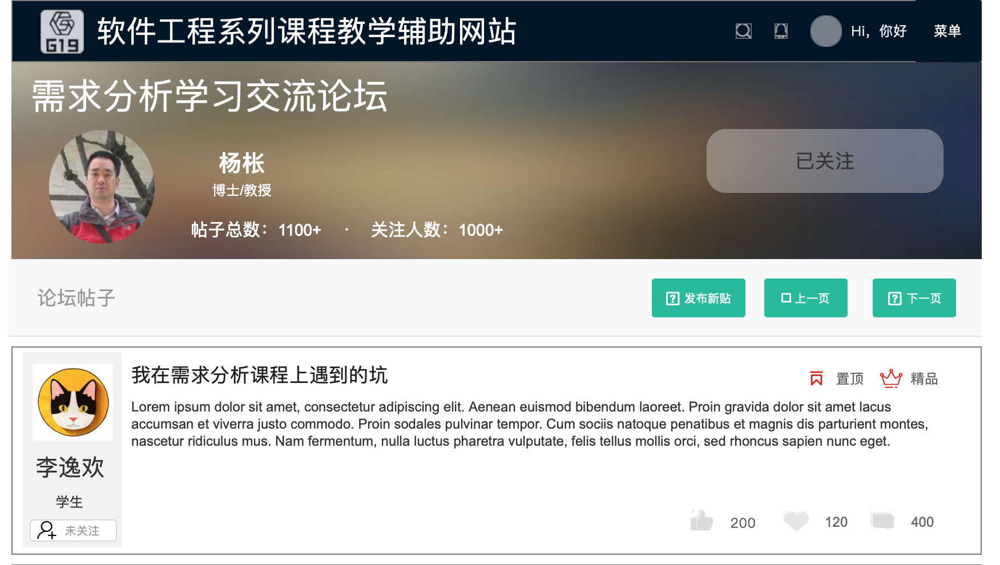 G19
软件工程系列课程教学辅助网站
Hi，你好
菜单
需求分析学习交流论坛
杨枨
博士/教授
已关注
帖子总数：1100+ · 关注人数：1000+
论坛帖子
发布新贴
上一页
下一页
我在需求分析课程上遇到的坑
置顶
精品
Lorem ipsum dolor sit amet, consectetur adipiscing elit. Aenean euismod bibendum laoreet. Proin gravida dolor sit amet lacus
accumsan et viverra justo commodo. Proin sodales pulvinar tempor. Cum sociis natoque penatibus et magnis dis parturient montes,
nascetur ridiculus mus. Nam fermentum, nulla luctus pharetra vulputate, felis tellus mollis orci, sed rhoncus sapien nunc eget.
李逸欢
学生
未关注
200
120
400